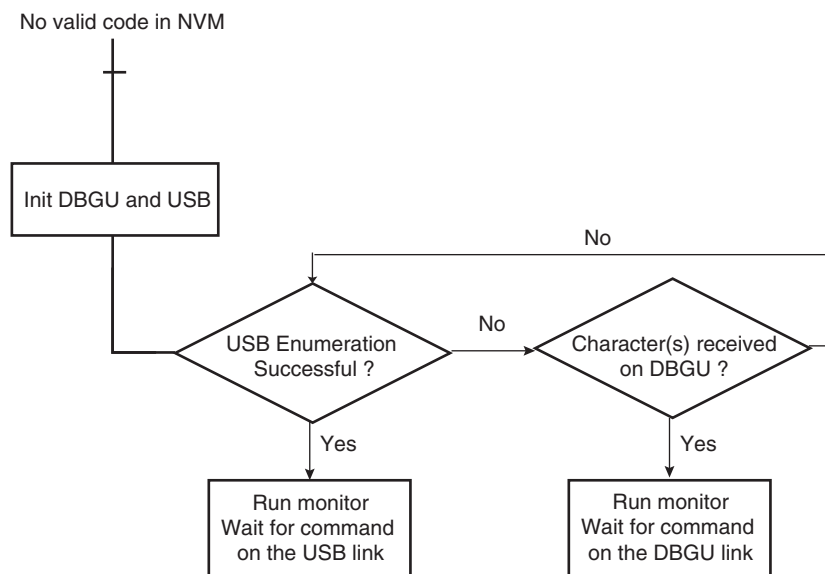 No valid code in NVM
Init DBGU and USB
No
USB Enumeration
Successful ?
No
Character(s) received
on DBGU ?
Yes
Yes
Run monitor
Wait for command
on the USB link
Run monitor
Wait for command
on the DBGU link